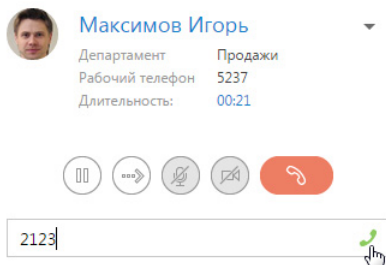 Максимов Игорь
Департамент Продажи
Рабочий телефон 5237
Длительность: 00:21
2123